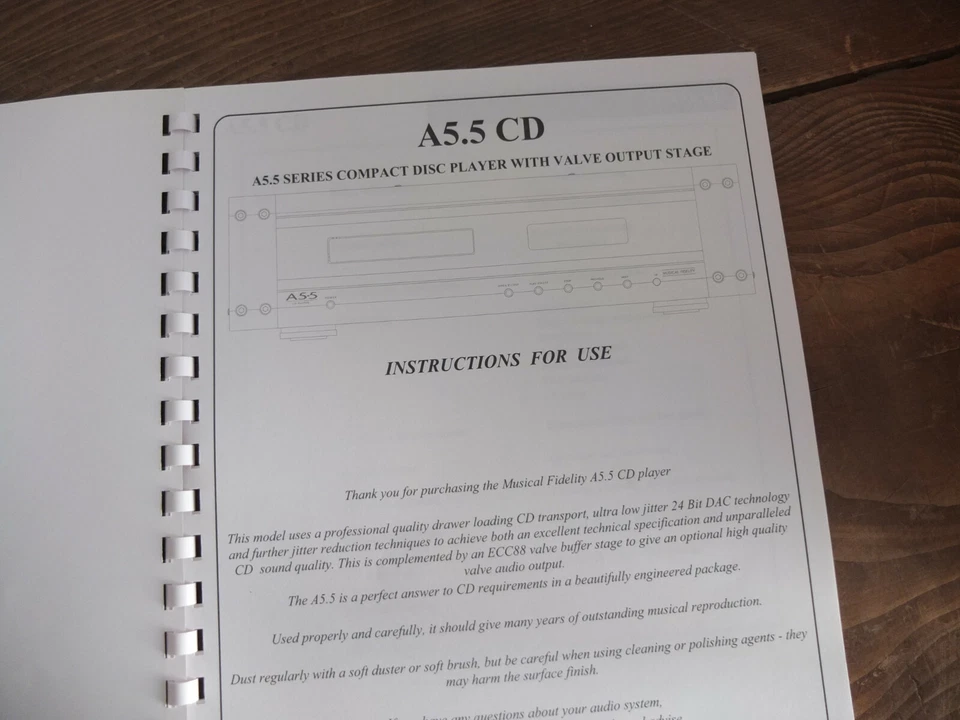 A5.5 CD
A5.5 SERIES COMPACT DISC PLAYER WITH VALVE OUTPUT STAGE
A5.5
INSTRUCTIONS FOR USE
Thank you for purchasing the Musical Fidelity A5.5 CD player
This model uses a professional quality drawer loading CD transport, ultra low jitter 24 Bit DAC technology
and further jitter reduction techniques to achieve both an excellent technical specification and unparalleled
CD sound quality. This is complemented by an ECC88 valve buffer stage to give an optional high quality
valve audio output.
The A5.5 is a perfect answer to CD requirements in a beautifully engineered package.
Used properly and carefully, it should give many years of outstanding musical reproduction.
Dust regularly with a soft duster or soft brush, but be careful when using cleaning or polishing agents - they
may harm the surface finish.
any questions about your audio system,